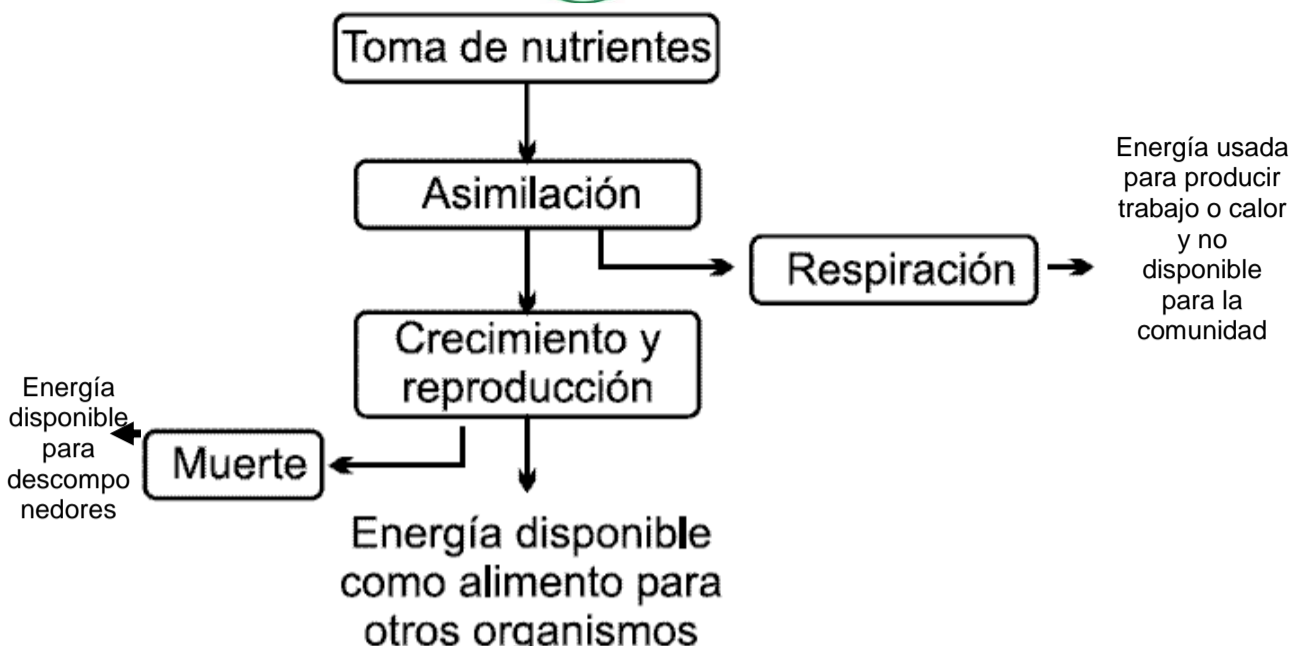 Toma de nutrientes
Asimilación
Energía usada
para producir
trabajo o calor
y no
disponible
para la
comunidad
Respiración
Crecimiento y
reproducción
Energía
disponible
para
descompo
nedores
Muerte
Energía disponible
como alimento para
otros organismos